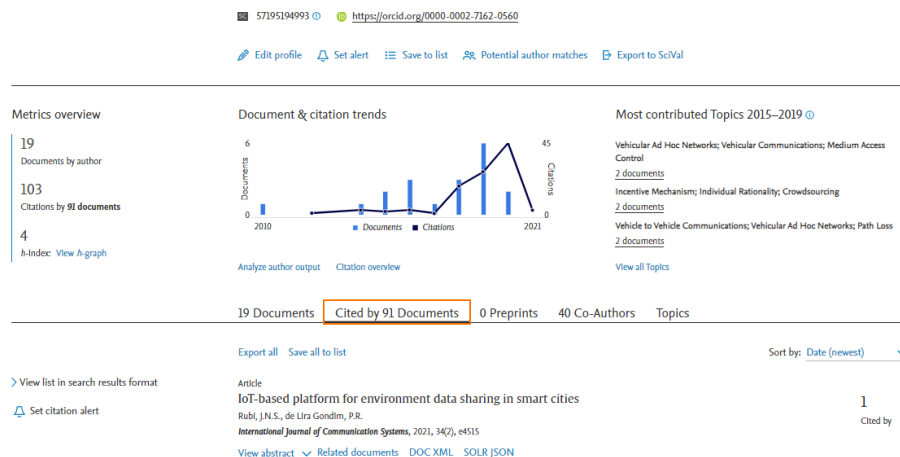 SC 57195194993 iD https://orcid.org/0000-0002-7162-0560
Edit profile Set alert Save to list Potential author matches Export to SciVal
Metrics overview
19
Documents by author
103
Citations by 91 documents
4
h-Index: View h-graph
Document & citation trends
6 45
Documents Citations
0 0
2010 2021
Documents Citations
Analyze author output Citation overview
Most contributed Topics 2015–2019
Vehicular Ad Hoc Networks; Vehicular Communications; Medium Access
Control
2 documents
Incentive Mechanism; Individual Rationality; Crowdsourcing
2 documents
Vehicle to Vehicle Communications; Vehicular Ad Hoc Networks; Path Loss
2 documents
View all Topics
19 Documents Cited by 91 Documents 0 Preprints 40 Co-Authors Topics
Export all Save all to list Sort by: Date (newest)
View list in search results format
Set citation alert
Article
IoT-based platform for environment data sharing in smart cities
Rubí, J.N.S., de Lira Gondim, P.R.
International Journal of Communication Systems, 2021, 34(2), e4515
View abstract Related documents DOC XML SOLR JSON
1
Cited by